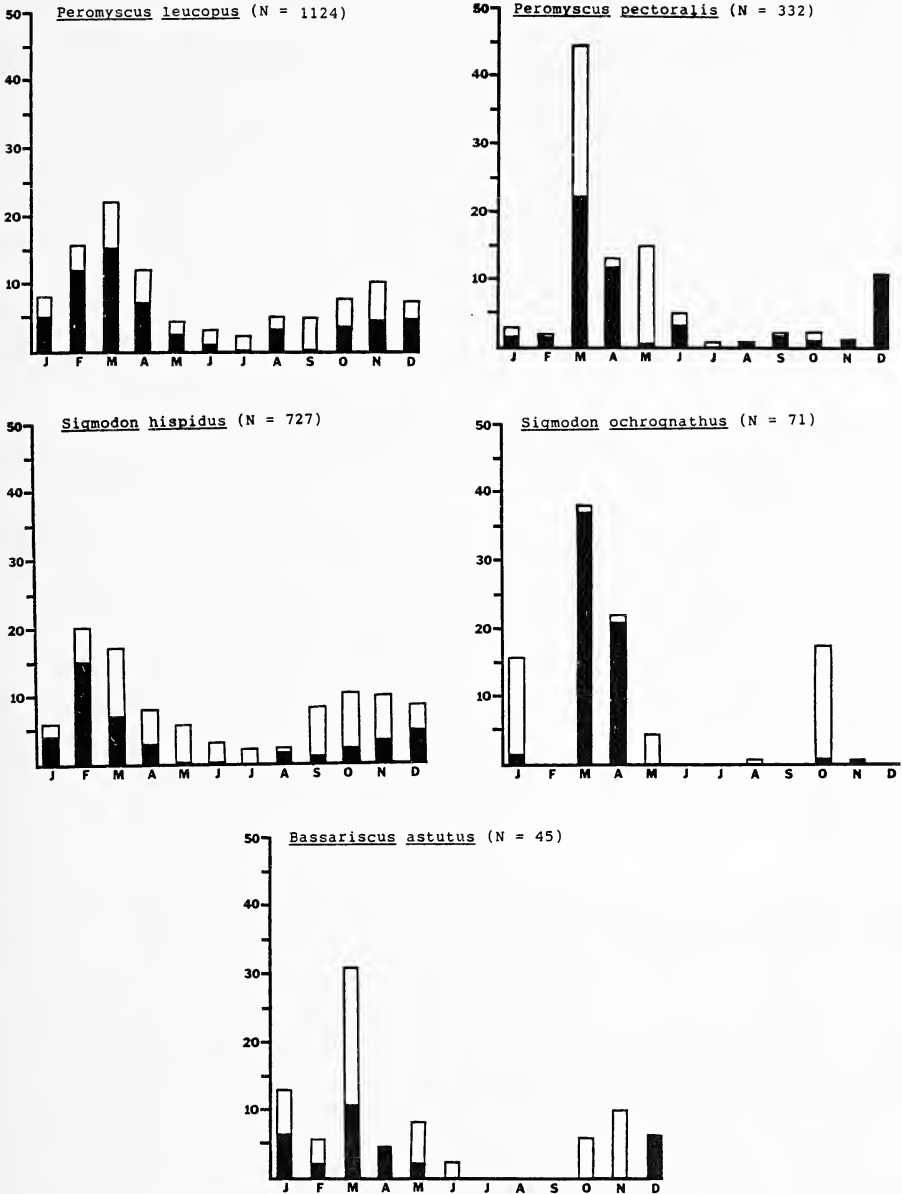 Peromyscus leucopus (N = 1124)
50
40
30
20
10
J F M A M J J A S O N D
Peromyscus pectoralis (N = 332)
50
40
30
20
10
J F M A M J J A S O N D
Sigmodon hispidus (N = 727)
50
40
30
20
10
J F M A M J J A S O N D
Sigmodon ochrognathus (N = 71)
50
40
30
20
10
J F M A M J J A S O N D
Bassariscus astutus (N = 45)
50
40
30
20
10
J F M A M J J A S O N D